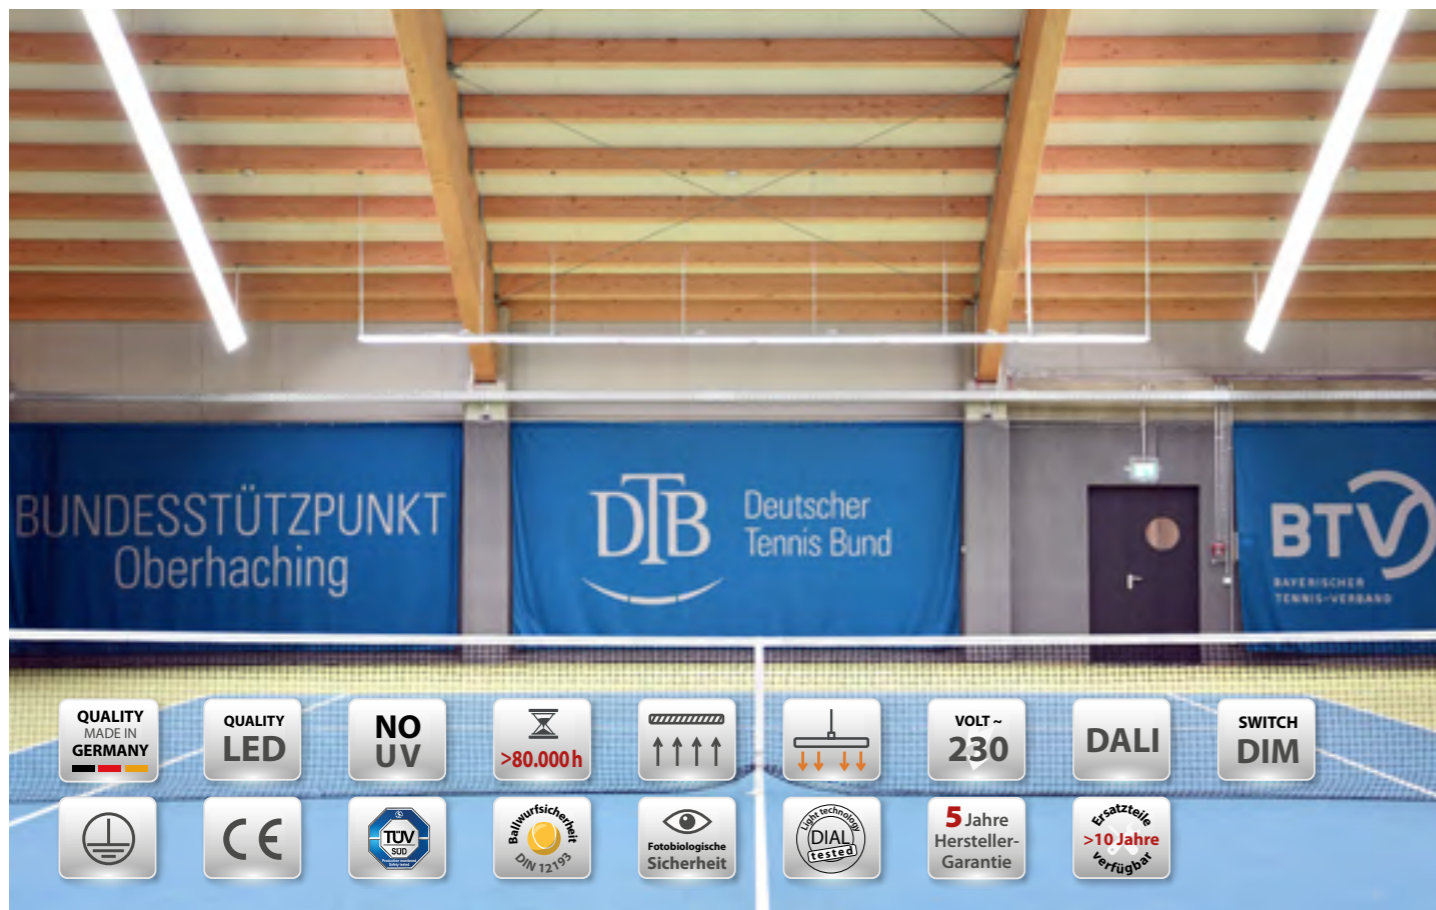 BUNDESSTÜTZPUNKT
Oberhaching
DTB
Deutscher
Tennis Bund
BTV
BAYERISCHER
TENNIS-VERBAND
QUALITY
MADE IN
GERMANY
QUALITY
LED
NO
UV
>80.000 h
VOLT ~
230
DALI
SWITCH
DIM
CE
TÜV
SÜD
Ballwurfsicherheit
DIN 12193
Fotobiologische
Sicherheit
Light technology
DIAL
tested
5 Jahre
Hersteller-
Garantie
Ersatzteile
>10 Jahre
verfügbar